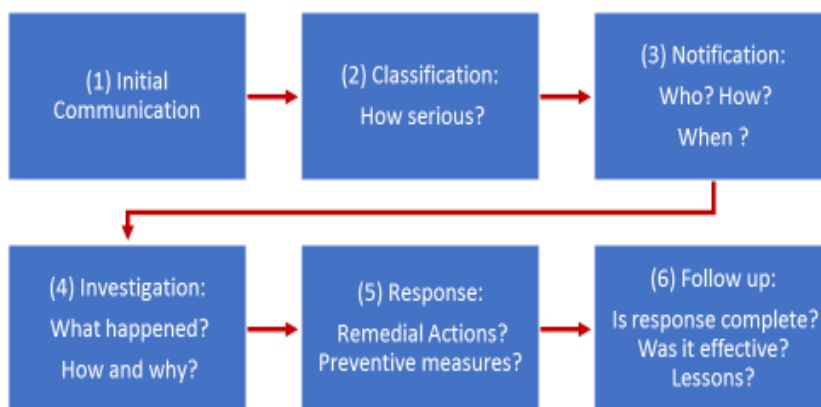 (1) Initial
Communication
(2) Classification:
How serious?
(3) Notification:
Who? How?
When ?
(4) Investigation:
What happened?
How and why?
(5) Response:
Remedial Actions?
Preventive measures?
(6) Follow up:
Is response complete?
Was it effective?
Lessons?